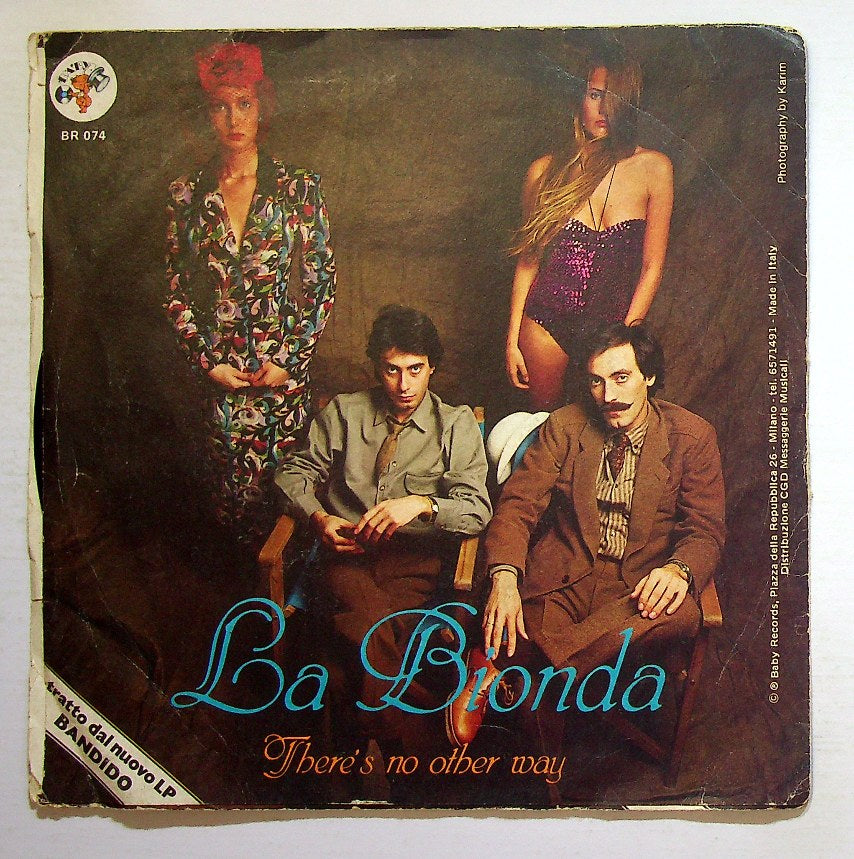 BABY
BR 074
Photography by Karim
© ℗ Baby Records, Piazza della Repubblica 26 - Milano - tel. 6571491 - Made in Italy
Distribuzione CGD Messaggerie Musicali
La Bionda
There's no other way
tratto dal nuovo LP
BANDIDO